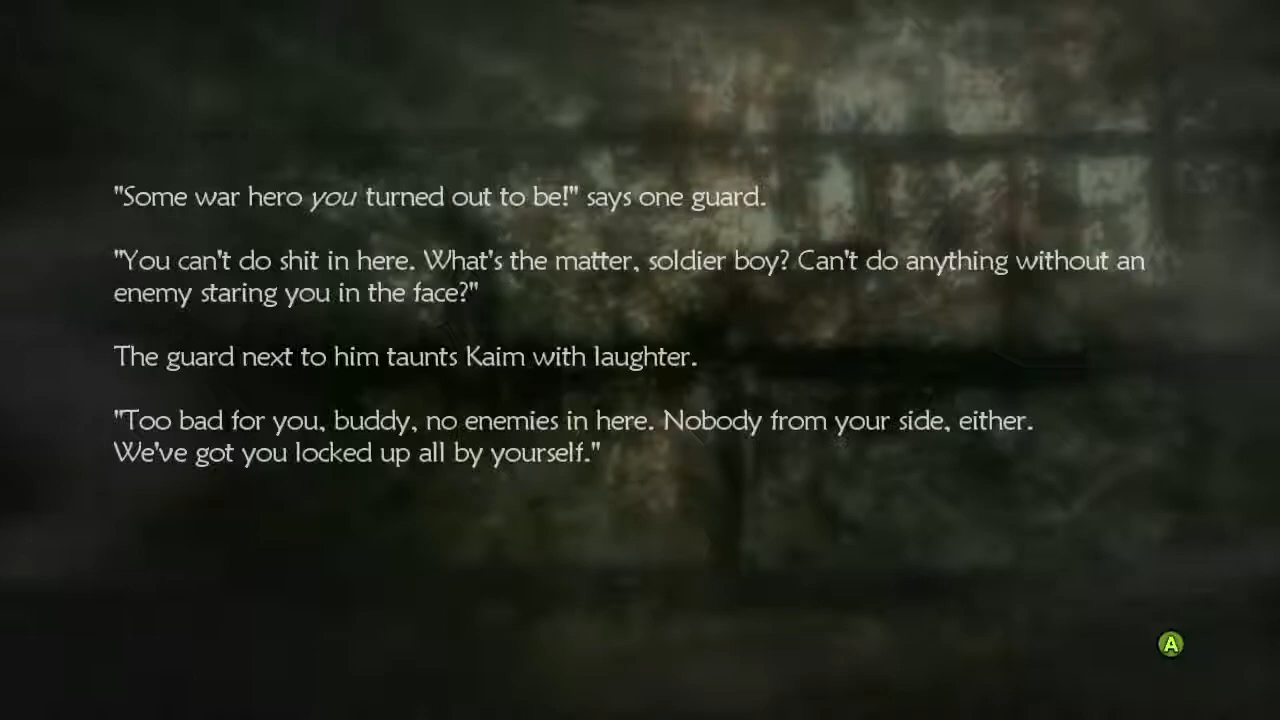 "Some war hero you turned out to be!" says one guard.
"You can't do shit in here. What's the matter, soldier boy? Can't do anything without an
enemy staring you in the face?"
The guard next to him taunts Kaim with laughter.
"Too bad for you, buddy, no enemies in here. Nobody from your side, either.
We've got you locked up all by yourself."
A